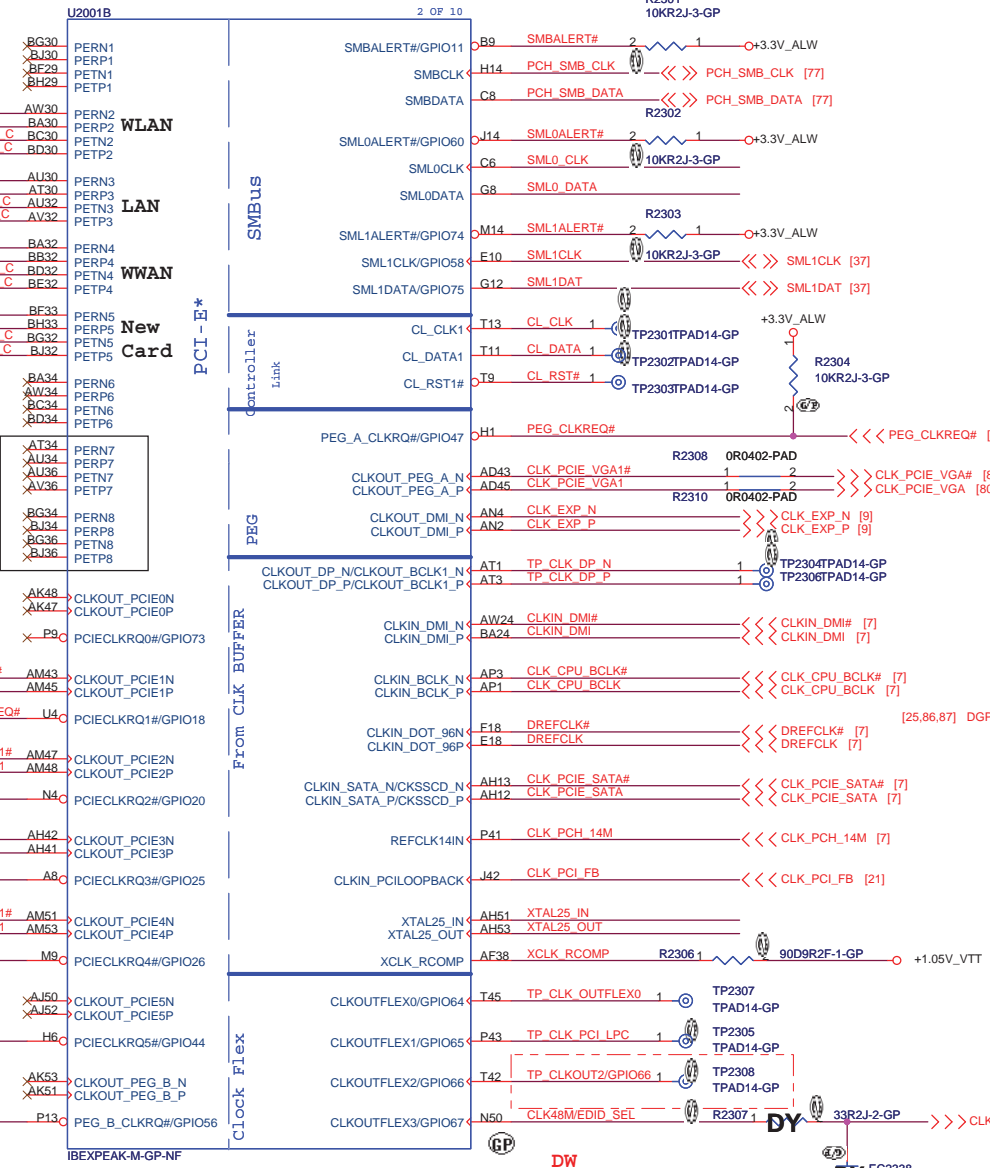 R2301
U2001B 2 OF 10 10KR2J-3-GP
BG30 PERN1 SMBALERT#/GPIO11 B9 SMBALERT# 2 1 +3.3V_ALW
BJ30 PERP1
BF29 PETN1 SMBCLK H14 PCH_SMB_CLK PCH_SMB_CLK [77]
BH29 PETP1
SMBDATA C8 PCH_SMB_DATA PCH_SMB_DATA [77]
AW30 PERN2 R2302
BA30 PERP2 WLAN
C BC30 PETN2 SML0ALERT#/GPIO60 J14 SML0ALERT# 2 1 +3.3V_ALW
C BD30 PETP2
SML0CLK C6 SML0_CLK 10KR2J-3-GP
AU30 PERN3
AT30 PERP3 SML0DATA G8 SML0_DATA
C AU32 PETN3 LAN
C AV32 PETP3 R2303
SMBus
SML1ALERT#/GPIO74 M14 SML1ALERT# 2 1 +3.3V_ALW
BA32 PERN4
BB32 PERP4 SML1CLK/GPIO58 E10 SML1CLK 10KR2J-3-GP SML1CLK [37]
C BD32 PETN4 WWAN
C BE32 PETP4 SML1DATA/GPIO75 G12 SML1DAT SML1DAT [37]
BF33 PERN5 +3.3V_ALW
BH33 PERP5 New CL_CLK1 T13 CL_CLK 1 TP2301TPAD14-GP
C BG32 PETN5
C BJ32 PETP5 Card CL_DATA1 T11 CL_DATA 1 TP2302TPAD14-GP
PCI-E*
Controller
Link
1 R2304
10KR2J-3-GP
2
BA34 PERN6 CL_RST1# T9 CL_RST# 1 TP2303TPAD14-GP
AW34 PERP6
BC34 PETN6
BD34 PETP6
PEG_A_CLKRQ#/GPIO47 H1 PEG_CLKREQ# PEG_CLKREQ# [
AT34 PERN7
AU34 PERP7 R2308 0R0402-PAD
AU36 PETN7 CLKOUT_PEG_A_N AD43 CLK_PCIE_VGA1# 1 2 CLK_PCIE_VGA# [8
AV36 PETP7 CLKOUT_PEG_A_P AD45 CLK_PCIE_VGA1 1 2 CLK_PCIE_VGA [80
R2310 0R0402-PAD
PEG
BG34 PERN8 CLKOUT_DMI_N AN4 CLK_EXP_N CLK_EXP_N [9]
BJ34 PERP8 CLKOUT_DMI_P AN2 CLK_EXP_P CLK_EXP_P [9]
BG36 PETN8
BJ36 PETP8
CLKOUT_DP_N/CLKOUT_BCLK1_N AT1 TP_CLK_DP_N 1 TP2304TPAD14-GP
CLKOUT_DP_P/CLKOUT_BCLK1_P AT3 TP_CLK_DP_P 1 TP2306TPAD14-GP
AK48 CLKOUT_PCIE0N
AK47 CLKOUT_PCIE0P
CLKIN_DMI_N AW24 CLKIN_DMI# CLKIN_DMI# [7]
P9 PCIECLKRQ0#/GPIO73 CLKIN_DMI_P BA24 CLKIN_DMI CLKIN_DMI [7]
From CLK BUFFER
AM43 CLKOUT_PCIE1N CLKIN_BCLK_N AP3 CLK_CPU_BCLK# CLK_CPU_BCLK# [7]
AM45 CLKOUT_PCIE1P CLKIN_BCLK_P AP1 CLK_CPU_BCLK CLK_CPU_BCLK [7]
EQ# U4 PCIECLKRQ1#/GPIO18 [25,86,87] DGP
CLKIN_DOT_96N F18 DREFCLK# DREFCLK# [7]
CLKIN_DOT_96P E18 DREFCLK DREFCLK [7]
1# AM47 CLKOUT_PCIE2N
1 AM48 CLKOUT_PCIE2P
CLKIN_SATA_N/CKSSCD_N AH13 CLK_PCIE_SATA# CLK_PCIE_SATA# [7]
N4 PCIECLKRQ2#/GPIO20 CLKIN_SATA_P/CKSSCD_P AH12 CLK_PCIE_SATA CLK_PCIE_SATA [7]
AH42 CLKOUT_PCIE3N REFCLK14IN P41 CLK_PCH_14M CLK_PCH_14M [7]
AH41 CLKOUT_PCIE3P
A8 PCIECLKRQ3#/GPIO25 CLKIN_PCILOOPBACK J42 CLK_PCI_FB CLK_PCI_FB [21]
1# AM51 CLKOUT_PCIE4N XTAL25_IN AH51 XTAL25_IN
1 AM53 CLKOUT_PCIE4P XTAL25_OUT AH53 XTAL25_OUT
M9 PCIECLKRQ4#/GPIO26 XCLK_RCOMP AF38 XCLK_RCOMP R2306 1 2 90D9R2F-1-GP +1.05V_VTT
AJ50 CLKOUT_PCIE5N CLKOUTFLEX0/GPIO64 T45 TP_CLK_OUTFLEX0 1 TP2307
AJ52 CLKOUT_PCIE5P TPAD14-GP
Clock Flex
H6 PCIECLKRQ5#/GPIO44 CLKOUTFLEX1/GPIO65 P43 TP_CLK_PCI_LPC 1 TP2305
TPAD14-GP
AK53 CLKOUT_PEG_B_N CLKOUTFLEX2/GPIO66 T42 TP_CLKOUT2/GPIO66 1 TP2308
AK51 CLKOUT_PEG_B_P TPAD14-GP
P13 PEG_B_CLKRQ#/GPIO56 CLKOUTFLEX3/GPIO67 N50 CLK48M/EDID_SEL R2307 1 DY 33R2J-2-GP CLK
GP
IBEXPEAK-M-GP-NF DW